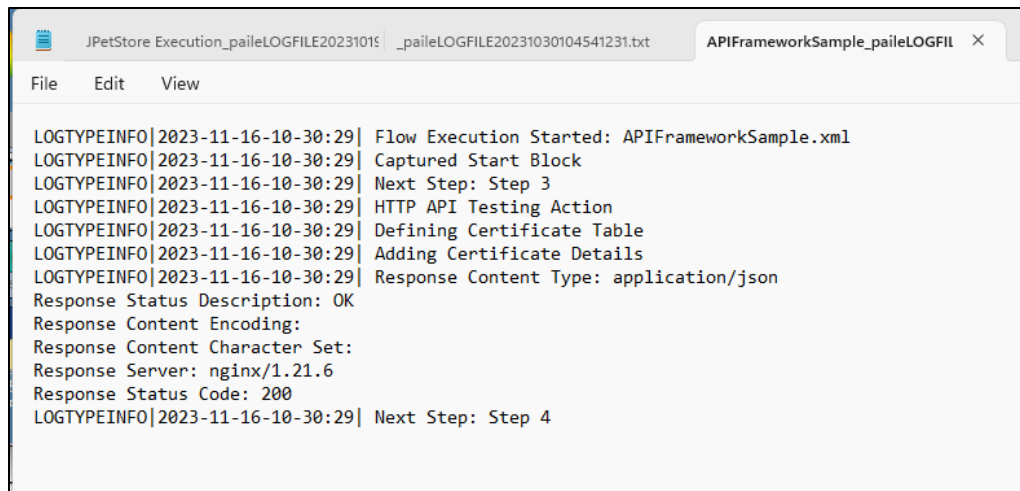 JPetStore Execution_paileLOGFILE2023101 _paileLOGFILE20231030104541231.txt APIFrameworkSample_paileLOGFIL
File Edit View
LOGTYPEINFO|2023-11-16-10-30:29| Flow Execution Started: APIFrameworkSample.xml
LOGTYPEINFO|2023-11-16-10-30:29| Captured Start Block
LOGTYPEINFO|2023-11-16-10-30:29| Next Step: Step 3
LOGTYPEINFO|2023-11-16-10-30:29| HTTP API Testing Action
LOGTYPEINFO|2023-11-16-10-30:29| Defining Certificate Table
LOGTYPEINFO|2023-11-16-10-30:29| Adding Certificate Details
LOGTYPEINFO|2023-11-16-10-30:29| Response Content Type: application/json
Response Status Description: OK
Response Content Encoding:
Response Content Character Set:
Response Server: nginx/1.21.6
Response Status Code: 200
LOGTYPEINFO|2023-11-16-10-30:29| Next Step: Step 4